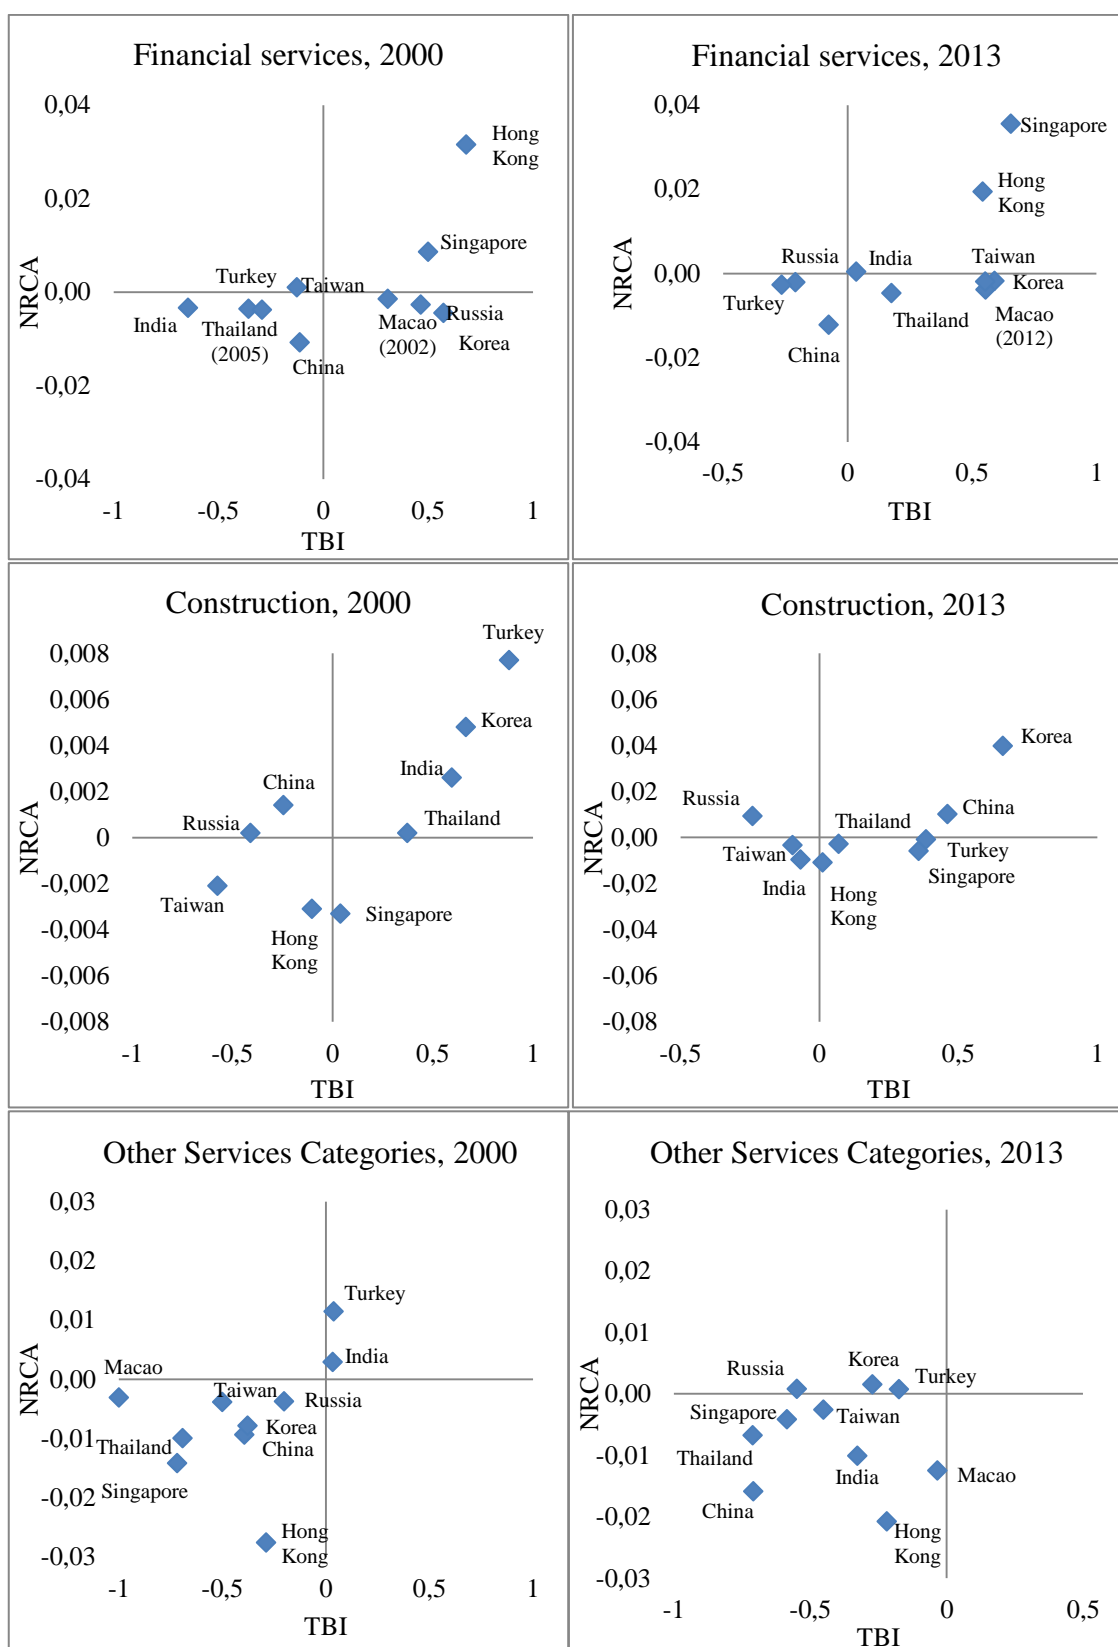 Financial services, 2000
0,04
0,02
0,00
-0,02
-0,04
NRCA
Hong
Kong
Singapore
Turkey
Taiwan
India
Thailand
(2005)
China
Macao
(2002)
Russia
Korea
-1
-0,5
0
0,5
1
TBI
Financial services, 2013
0,04
0,02
0,00
-0,02
-0,04
NRCA
Singapore
Hong
Kong
Russia
India
Taiwan
Korea
Turkey
Thailand
Macao
(2012)
China
-0,5
0
0,5
1
TBI
Construction, 2000
0,008
0,006
0,004
0,002
0
-0,002
-0,004
-0,006
-0,008
NRCA
Turkey
Korea
India
China
Russia
Thailand
Taiwan
Hong
Kong
Singapore
-1
-0,5
0
0,5
1
TBI
Construction, 2013
0,08
0,06
0,04
0,02
0,00
-0,02
-0,04
-0,06
-0,08
NRCA
Korea
Russia
China
Thailand
Taiwan
Turkey
India
Singapore
Hong
Kong
-0,5
0
0,5
1
TBI
Other Services Categories, 2000
0,03
0,02
0,01
0,00
-0,01
-0,02
-0,03
NRCA
Turkey
India
Macao
Taiwan
Russia
Korea
Thailand
China
Singapore
Hong
Kong
-1
-0,5
0
0,5
1
TBI
Other Services Categories, 2013
0,03
0,02
0,01
0,00
-0,01
-0,02
-0,03
NRCA
Russia
Korea
Turkey
Singapore
Taiwan
Thailand
India
Macao
China
Hong
Kong
-1
-0,5
0
0,5
TBI